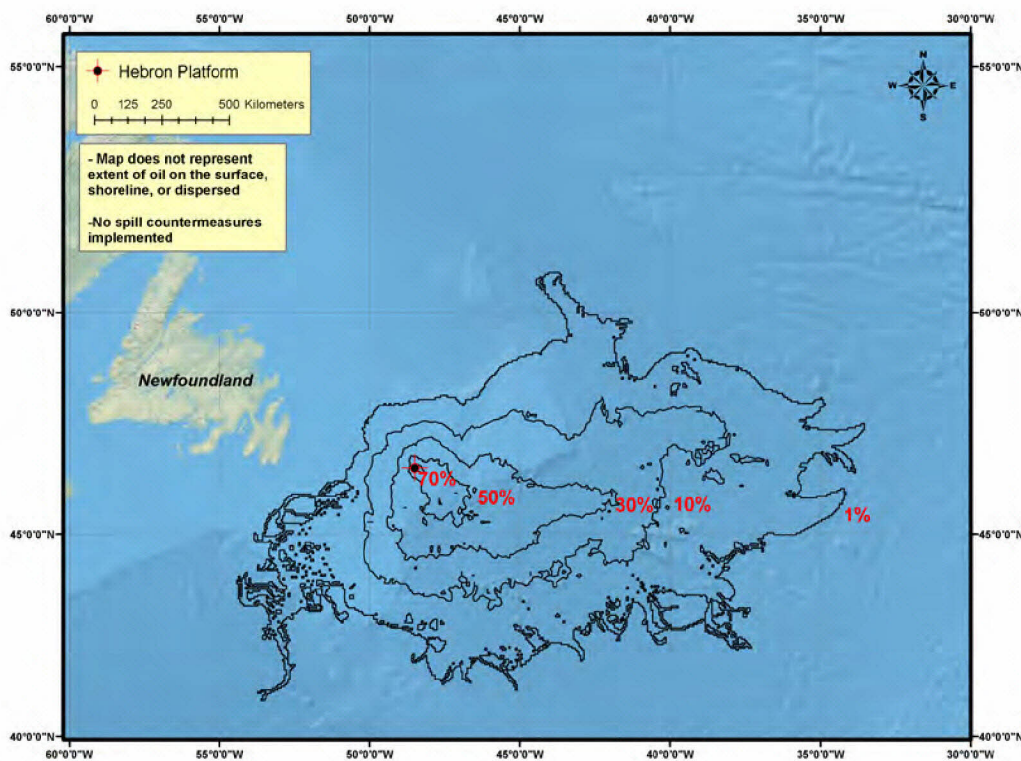 60°0'0"W 55°0'0"W 50°0'0"W 45°0'0"W 40°0'0"W 35°0'0"W 30°0'0"W
55°0'0"N 55°0'0"N
Hebron Platform
0 125 250 500 Kilometers
N
W E
S
- Map does not represent
extent of oil on the surface,
shoreline, or dispersed
-No spill countermeasures
implemented
50°0'0"N 50°0'0"N
Newfoundland
70%
50% 30% 10% 1%
45°0'0"N 45°0'0"N
40°0'0"N 40°0'0"N
60°0'0"W 55°0'0"W 50°0'0"W 45°0'0"W 40°0'0"W 35°0'0"W 30°0'0"W